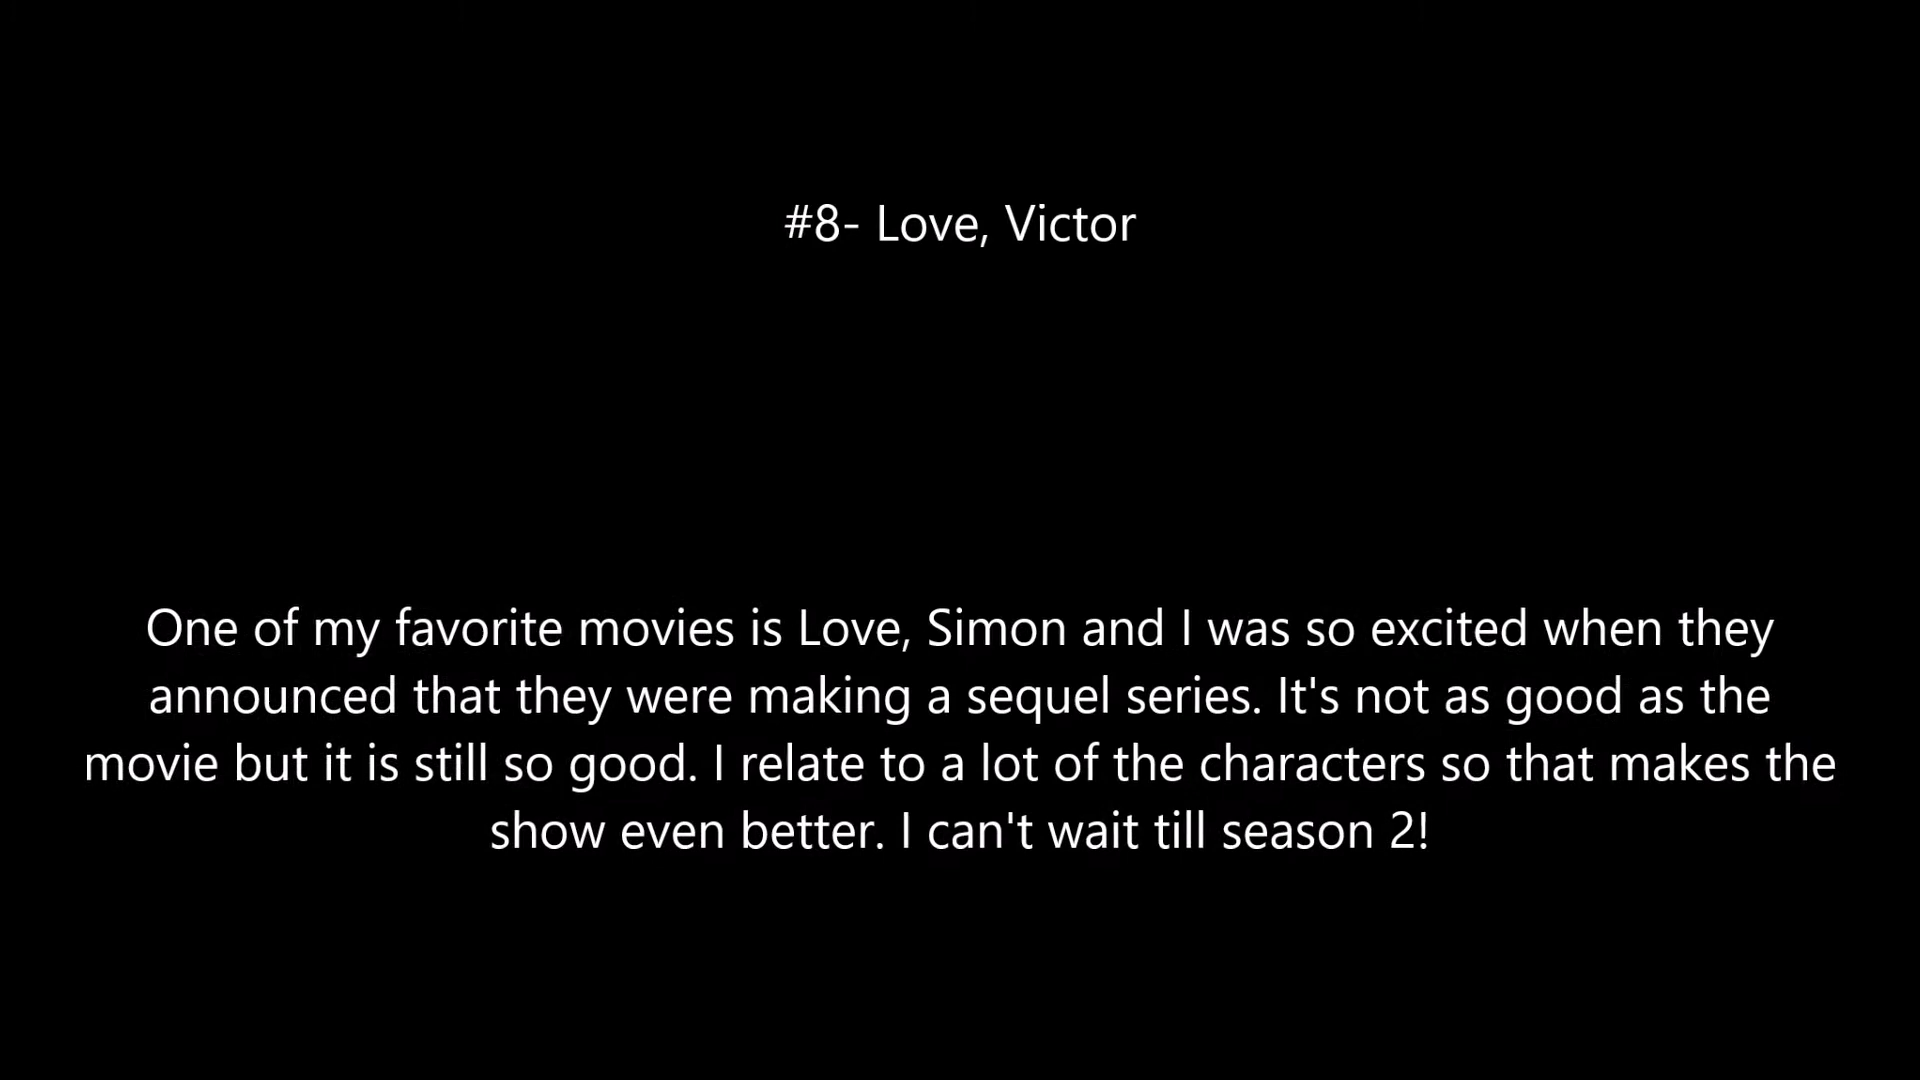 #8- Love, Victor
One of my favorite movies is Love, Simon and I was so excited when they
announced that they were making a sequel series. It's not as good as the
movie but it is still so good. I relate to a lot of the characters so that makes the
show even better. I can't wait till season 2!